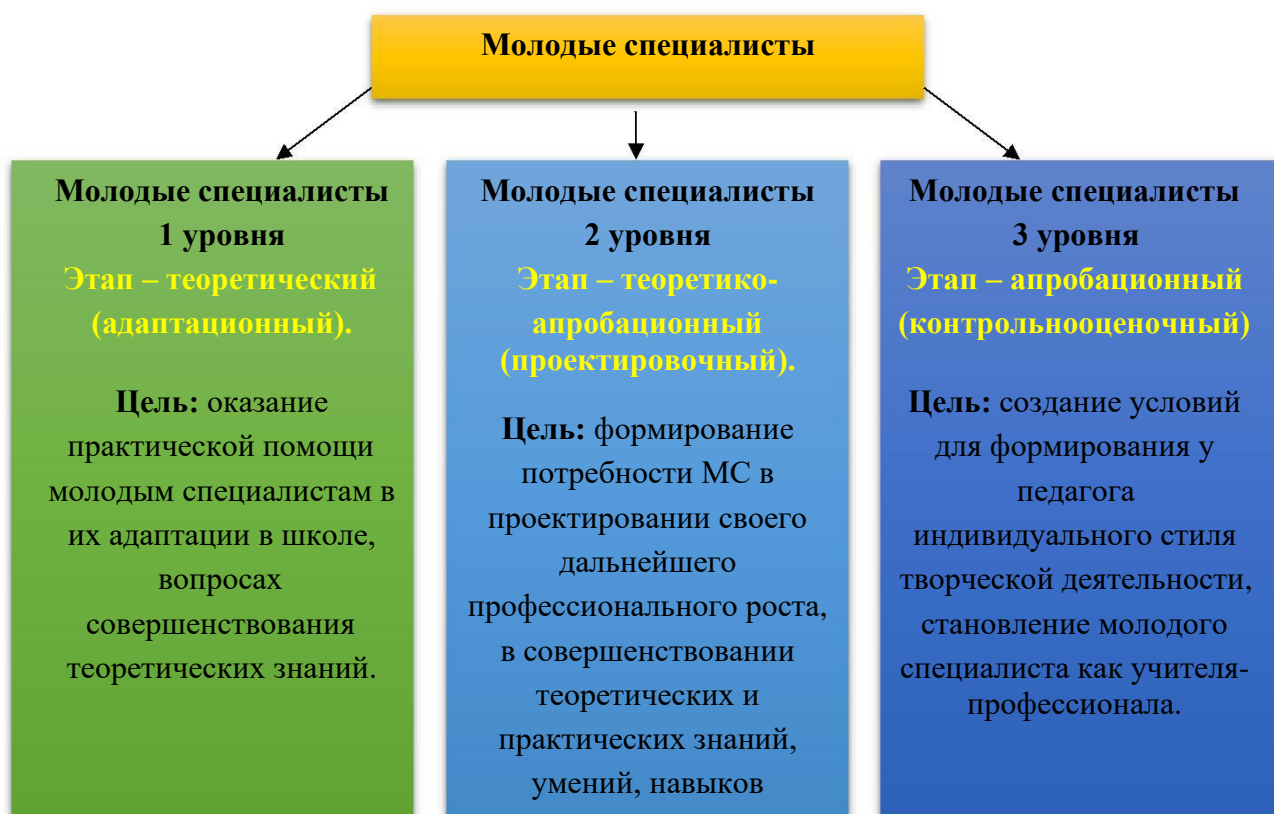 Молодые специалисты
Молодые специалисты
1 уровня
Этап – теоретический
(адаптационный).
Цель: оказание
практической помощи
молодым специалистам в
их адаптации в школе,
вопросах
совершенствования
теоретических знаний.
Молодые специалисты
2 уровня
Этап – теоретико-
апробационный
(проектировочный).
Цель: формирование
потребности МС в
проектировании своего
дальнейшего
профессионального роста,
в совершенствовании
теоретических и
практических знаний,
умений, навыков
Молодые специалисты
3 уровня
Этап – апробационный
(контрольнооценочный)
Цель: создание условий
для формирования у
педагога
индивидуального стиля
творческой деятельности,
становление молодого
специалиста как учителя-
профессионала.